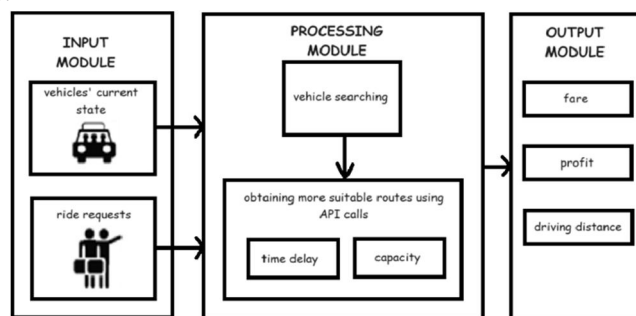 INPUT
MODULE
vehicles' current
state
ride requests
PROCESSING
MODULE
vehicle searching
obtaining more suitable routes using
API calls
time delay
capacity
OUTPUT
MODULE
fare
profit
driving distance